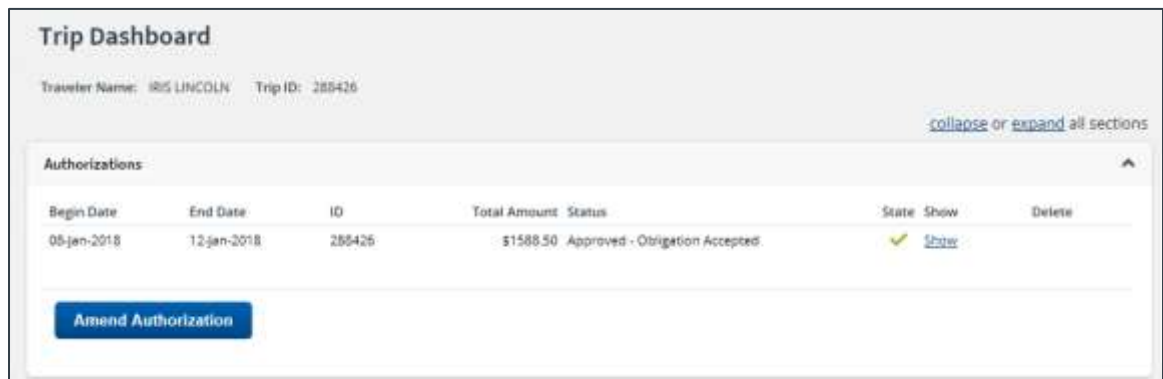 Trip Dashboard
Traveler Name: IRIS LINCOLN Trip ID: 288426
collapse or expand all sections
Authorizations
Begin Date End Date ID Total Amount Status State Show Delete
08-Jan-2018 12-Jan-2018 288426 $1588.50 Approved - Obligation Accepted Show
Amend Authorization